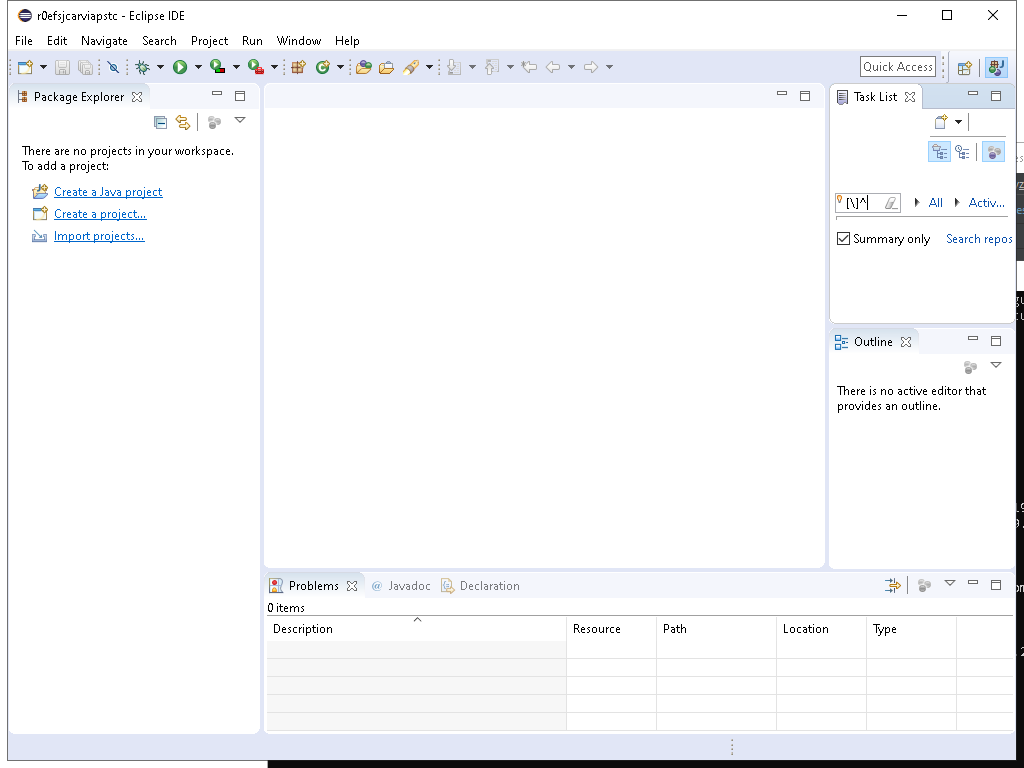 r0efsjcarviapstc - Eclipse IDE
File Edit Navigate Search Project Run Window Help
Quick Access
Package Explorer
There are no projects in your workspace.
To add a project:
Create a Java project
Create a project...
Import projects...
Task List
[\]^
All
Activ...
Summary only
Search repos
Outline
There is no active editor that
provides an outline.
Problems
@ Javadoc
Declaration
0 items
Description Resource Path Location Type